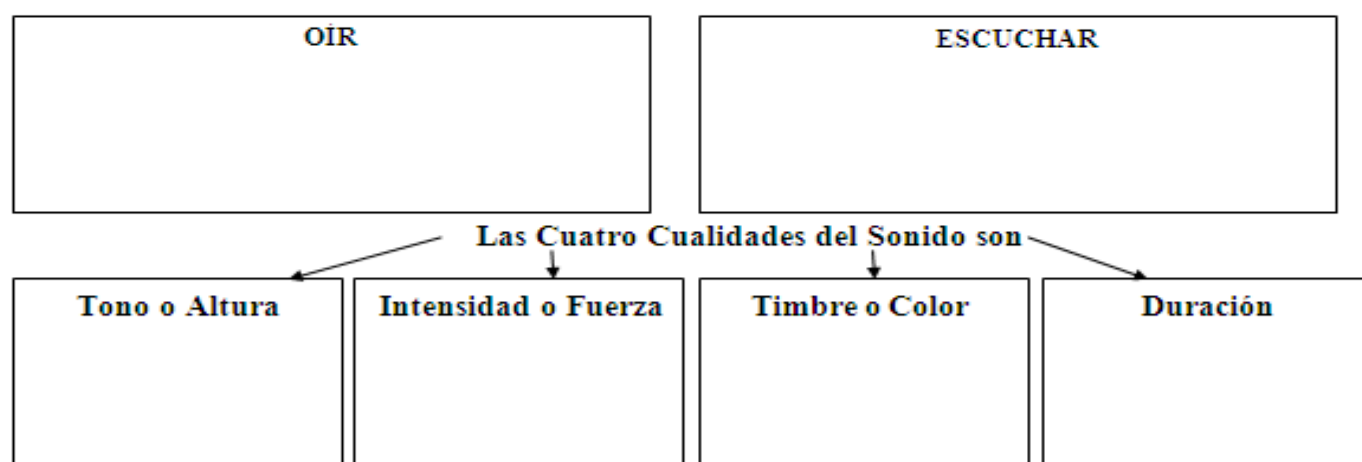 OÍR
ESCUCHAR
Las Cuatro Cualidades del Sonido son
Tono o Altura
Intensidad o Fuerza
Timbre o Color
Duración